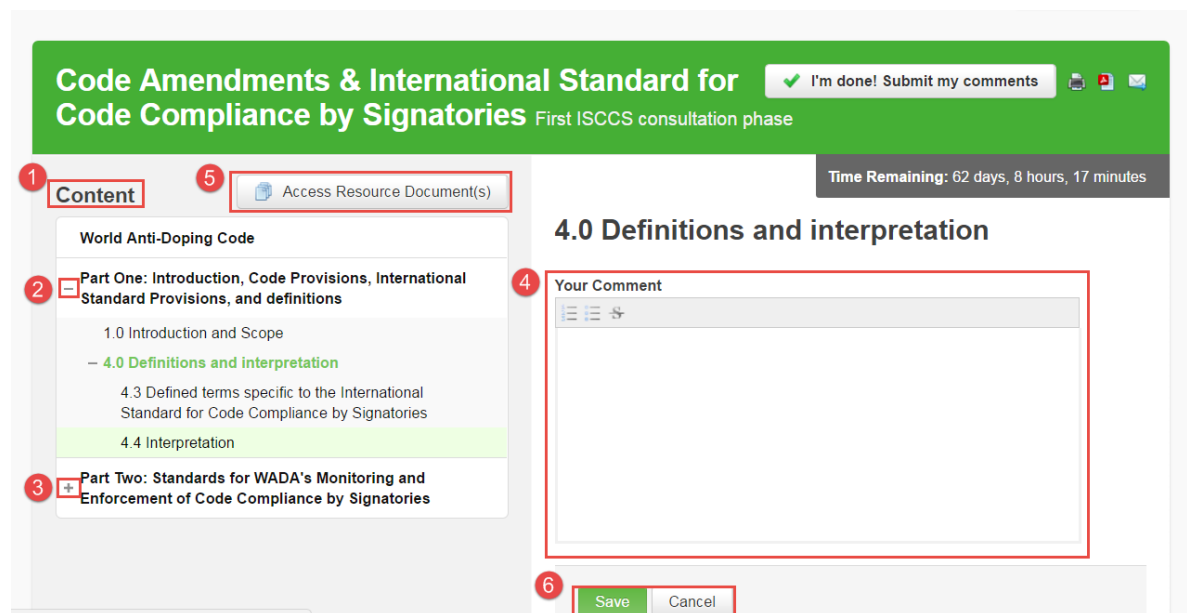 Code Amendments & International Standard for
Code Compliance by Signatories First ISCCS consultation phase
I'm done! Submit my comments
Time Remaining: 62 days, 8 hours, 17 minutes
1
Content
5
Access Resource Document(s)
World Anti-Doping Code
2
Part One: Introduction, Code Provisions, International
Standard Provisions, and definitions
1.0 Introduction and Scope
4.0 Definitions and interpretation
4.3 Defined terms specific to the International
Standard for Code Compliance by Signatories
4.4 Interpretation
3
Part Two: Standards for WADA's Monitoring and
Enforcement of Code Compliance by Signatories
4.0 Definitions and interpretation
4
Your Comment
6
Save Cancel